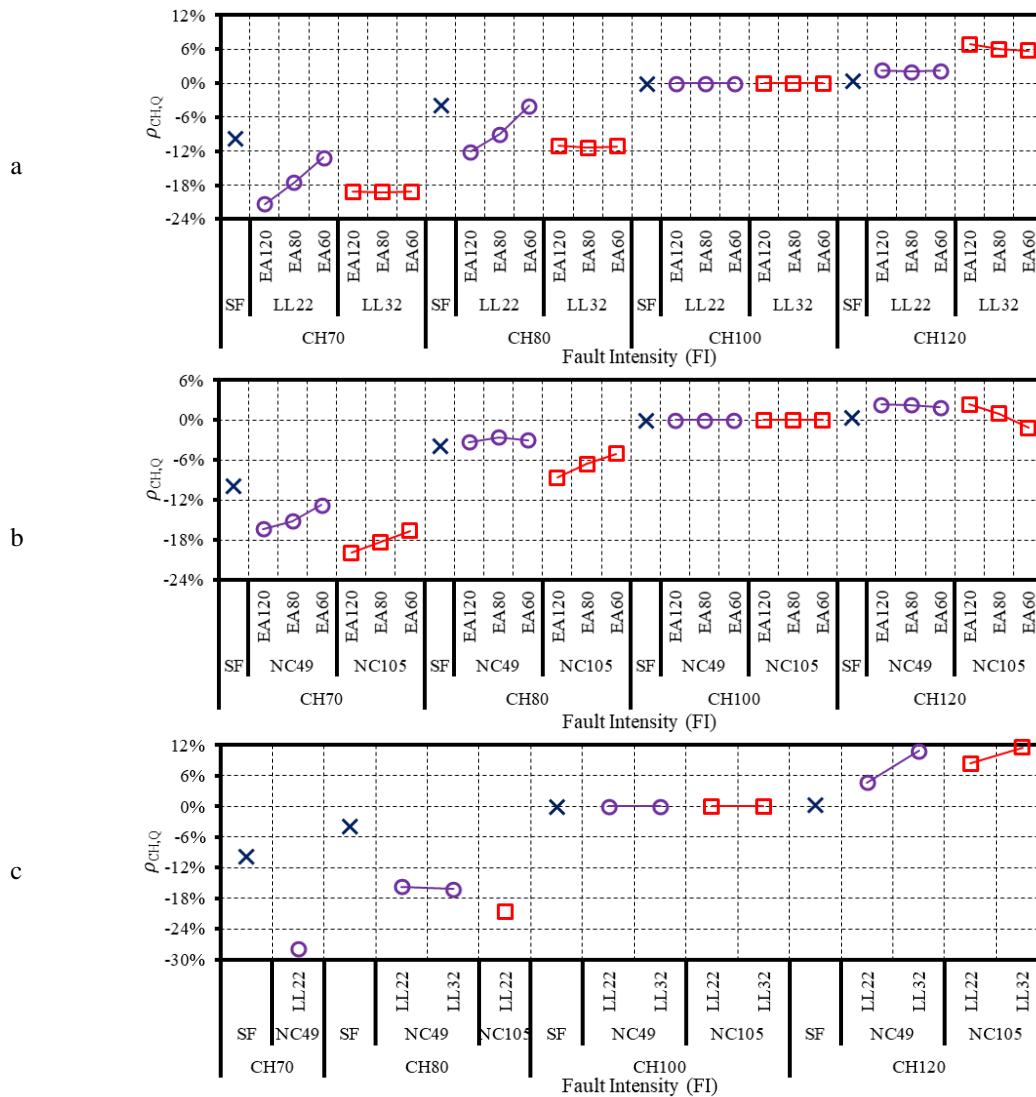 a
ρCH,Q
12%
6%
0%
-6%
-12%
-18%
-24%
EA120 EA80 EA60 EA120 EA80 EA60 EA120 EA80 EA60 EA120 EA80 EA60 EA120 EA80 EA60 EA120 EA80 EA60 EA120 EA80 EA60 EA120 EA80 EA60
SF LL22 LL32 SF LL22 LL32 SF LL22 LL32 SF LL22 LL32
CH70 CH80 CH100 CH120
Fault Intensity (FI)
b
ρCH,Q
6%
0%
-6%
-12%
-18%
-24%
EA120 EA80 EA60 EA120 EA80 EA60 EA120 EA80 EA60 EA120 EA80 EA60 EA120 EA80 EA60 EA120 EA80 EA60 EA120 EA80 EA60 EA120 EA80 EA60
SF NC49 NC105 SF NC49 NC105 SF NC49 NC105 SF NC49 NC105
CH70 CH80 CH100 CH120
Fault Intensity (FI)
c
ρCH,Q
12%
6%
0%
-6%
-12%
-18%
-24%
-30%
LL22 LL22 LL32 LL22 LL22 LL32 LL22 LL32 LL22 LL32 LL22 LL32
SF NC49 SF NC49 NC105 SF NC49 NC105 SF NC49 NC105
CH70 CH80 CH100 CH120
Fault Intensity (FI)